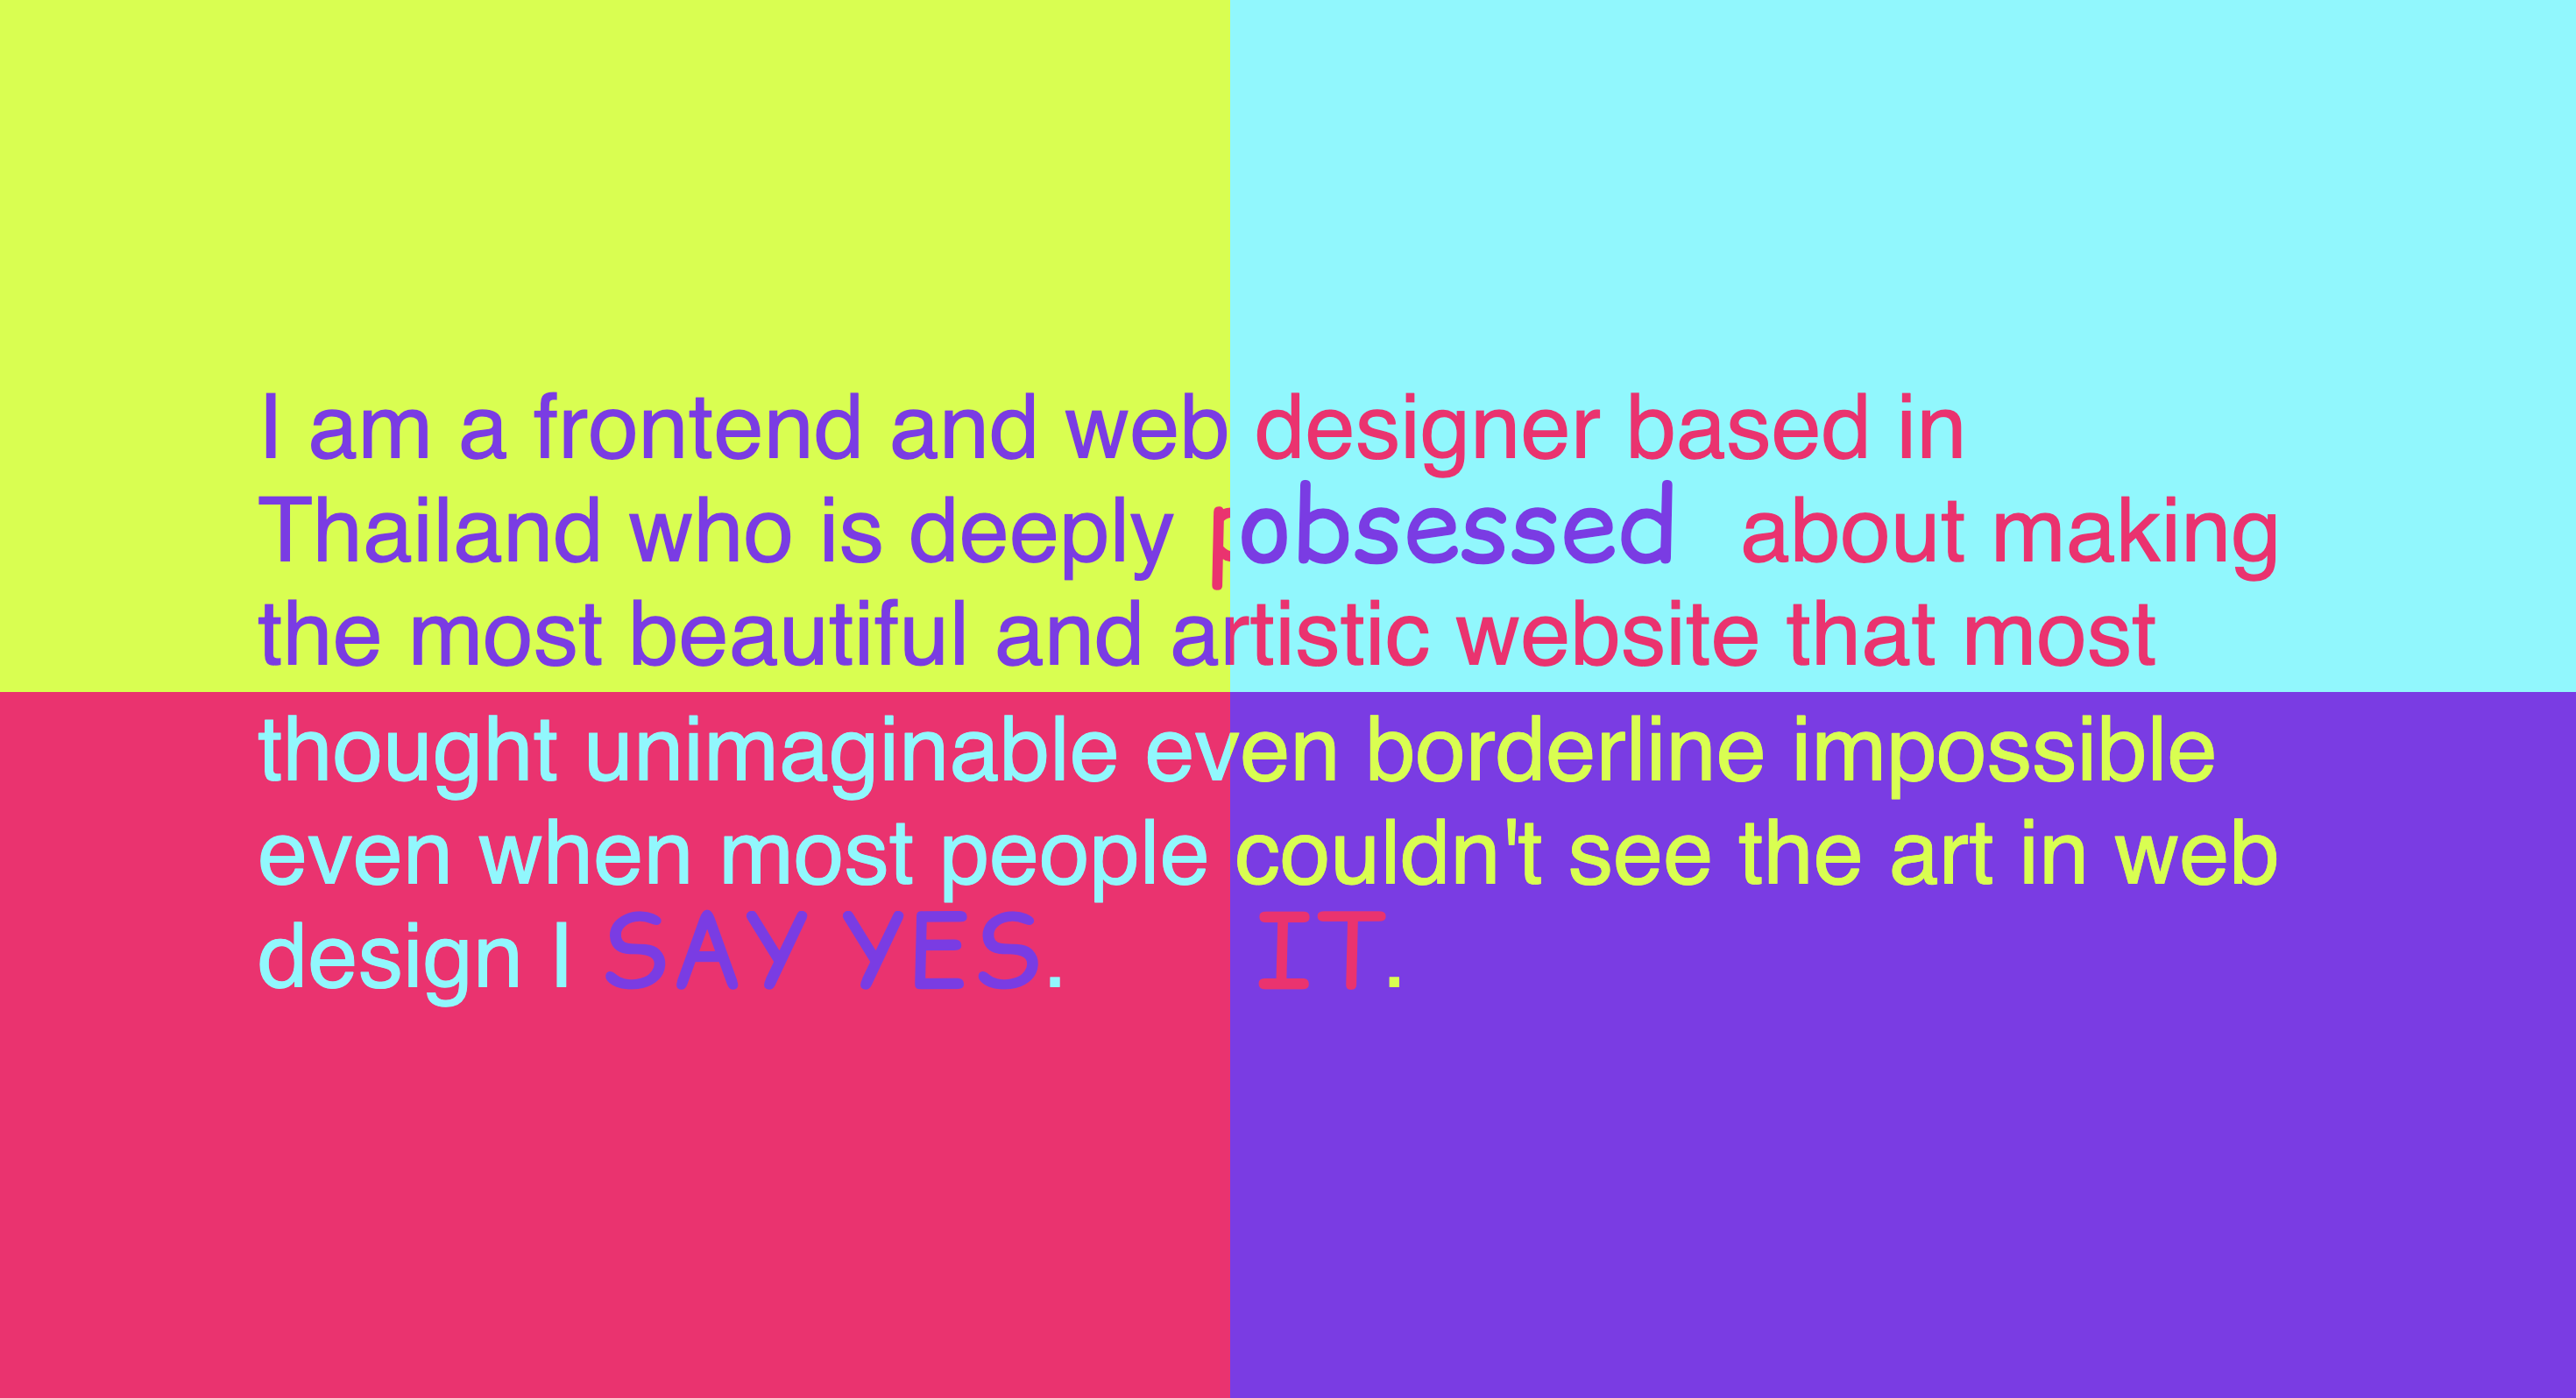 I am a frontend and web designer based in
Thailand who is deeply obsessed about making
the most beautiful and artistic website that most
thought unimaginable even borderline impossible
even when most people couldn't see the art in web
design I SAY YES. IT.